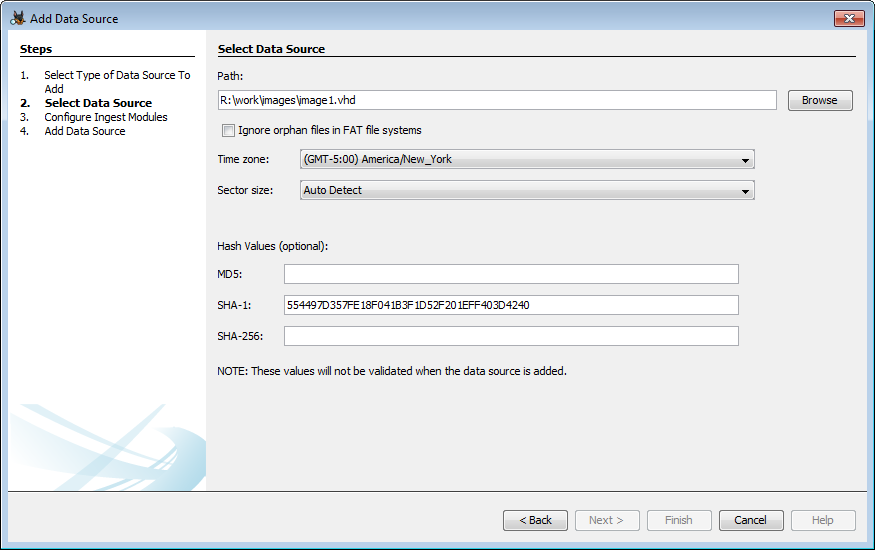 Add Data Source
Steps
1. Select Type of Data Source To
Add
2. Select Data Source
3. Configure Ingest Modules
4. Add Data Source
Select Data Source
Path:
R:\work\images\image1.vhd
Browse
Ignore orphan files in FAT file systems
Time zone: (GMT-5:00) America/New_York
Sector size: Auto Detect
Hash Values (optional):
MD5:
SHA-1: 554497D357FE18F041B3F1D52F201EFF403D4240
SHA-256:
NOTE: These values will not be validated when the data source is added.
< Back Next > Finish Cancel Help